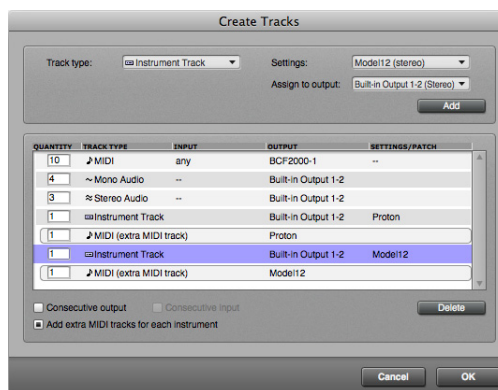 Create Tracks
Track type: Instrument Track Settings: Model12 (stereo)
Assign to output: Built-in Output 1-2 (Stereo)
Add
QUANTITY TRACK TYPE INPUT OUTPUT SETTINGS/PATCH
10 MIDI any BCF2000-1 --
4 Mono Audio -- Built-in Output 1-2
3 Stereo Audio -- Built-in Output 1-2
1 Instrument Track Built-in Output 1-2 Proton
1 MIDI (extra MIDI track) Proton
1 Instrument Track Built-in Output 1-2 Model12
1 MIDI (extra MIDI track) Model12
Consecutive output Consecutive input Delete
Add extra MIDI tracks for each instrument
Cancel OK